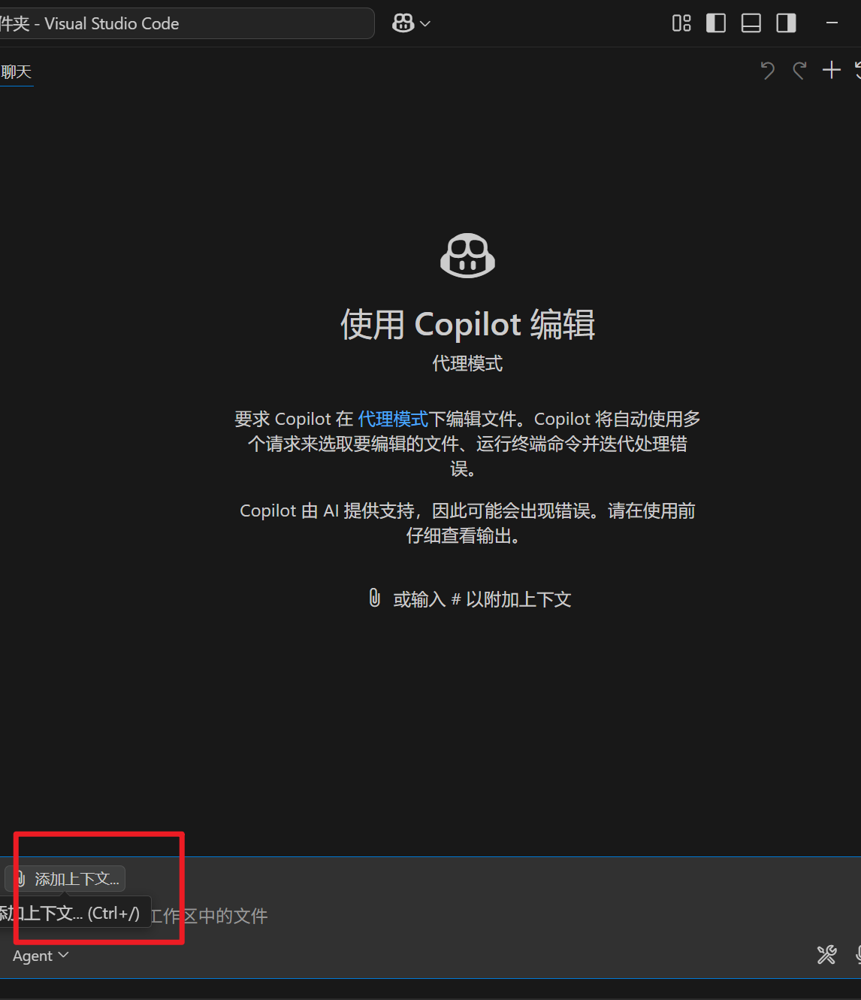 件夹 - Visual Studio Code
聊天
使用 Copilot 编辑
代理模式
要求 Copilot 在 代理模式下编辑文件。Copilot 将自动使用多
个请求来选取要编辑的文件、运行终端命令并迭代处理错
误。
Copilot 由 AI 提供支持，因此可能会出现错误。请在使用前
仔细查看输出。
或输入 # 以附加上下文
添加上下文...
添加上下文... (Ctrl+/)
工作区中的文件
Agent